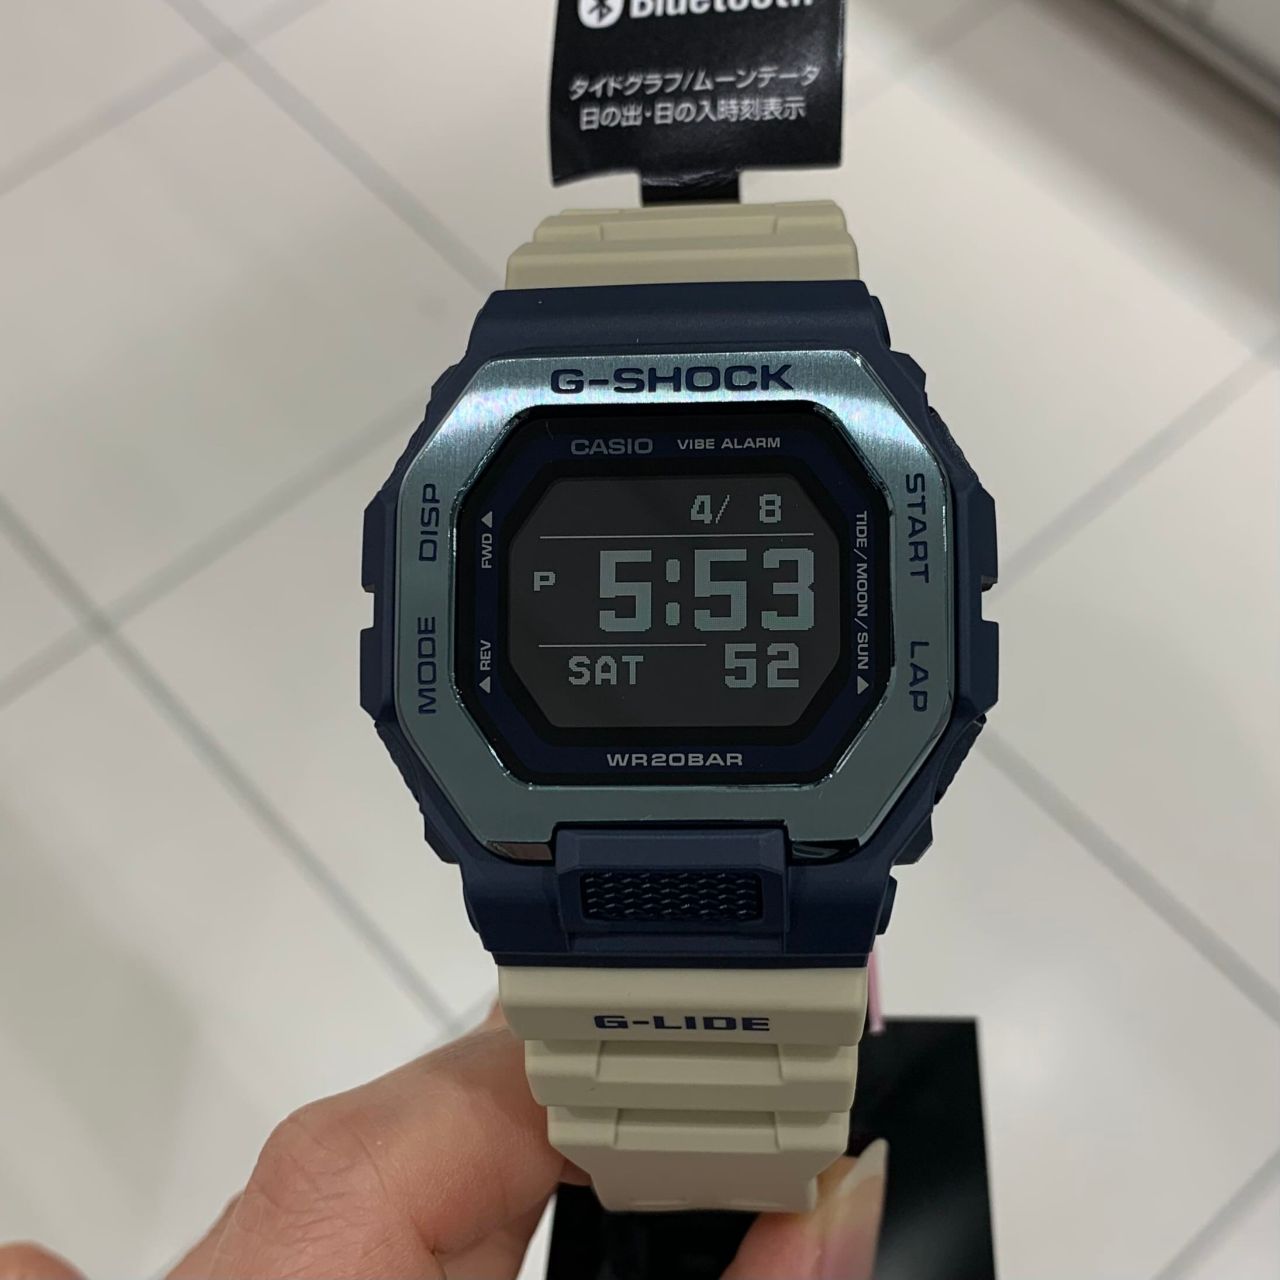 Bluetooth
タイドグラフ/ムーンデータ
日の出・日の入時刻表示
G-SHOCK
CASIO VIBE ALARM
DISP
FWD
START
TIDE/MOON/SUN
4/ 8
P 5:53
SAT 52
MODE
REV
LAP
WR20BAR
G-LIDE